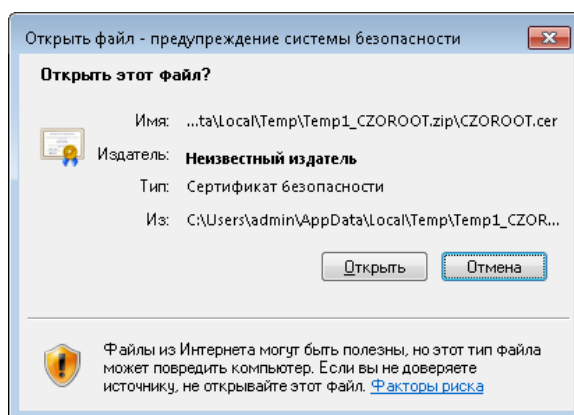 Открыть файл - предупреждение системы безопасности
Открыть этот файл?
Имя: ...ta\Local\Temp\Temp1_CZOROOT.zip\CZOROOT.cer
Издатель: Неизвестный издатель
Тип: Сертификат безопасности
Из: C:\Users\admin\AppData\Local\Temp\Temp1_CZOR...
Открыть Отмена
Файлы из Интернета могут быть полезны, но этот тип файла
может повредить компьютер. Если вы не доверяете
источнику, не открывайте этот файл. Факторы риска